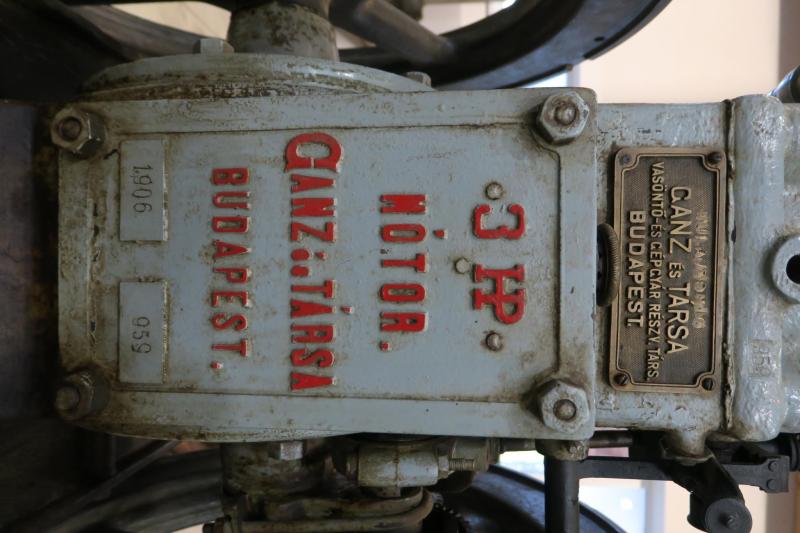 GANZ ÉS TÁRSA
VASÖNTŐ-ÉS GÉPGYÁR RÉSZV. TÁRS.
BUDAPEST.
3 HP
MÓTOR.
GANZ és TÁRSA
BUDAPEST.
1906 959